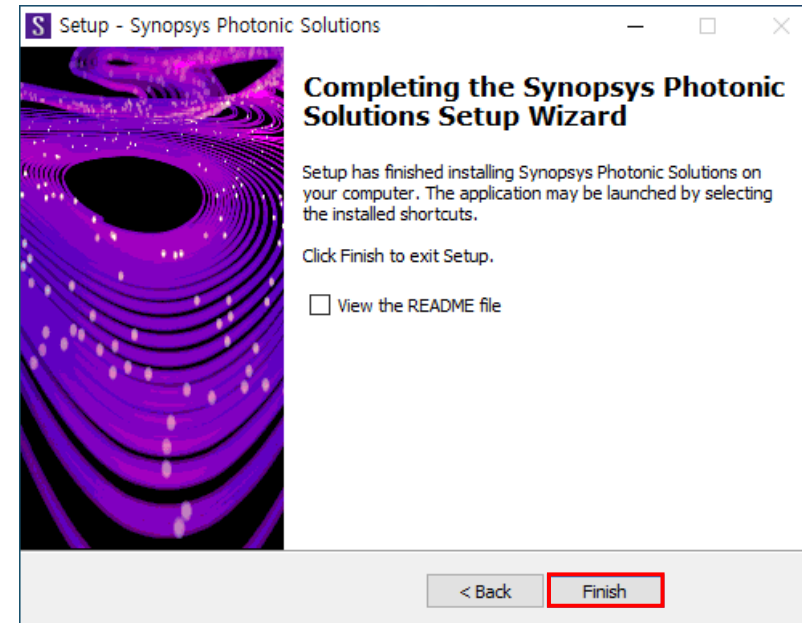 S Setup - Synopsys Photonic Solutions
Completing the Synopsys Photonic
Solutions Setup Wizard
Setup has finished installing Synopsys Photonic Solutions on
your computer. The application may be launched by selecting
the installed shortcuts.
Click Finish to exit Setup.
View the README file
< Back
Finish